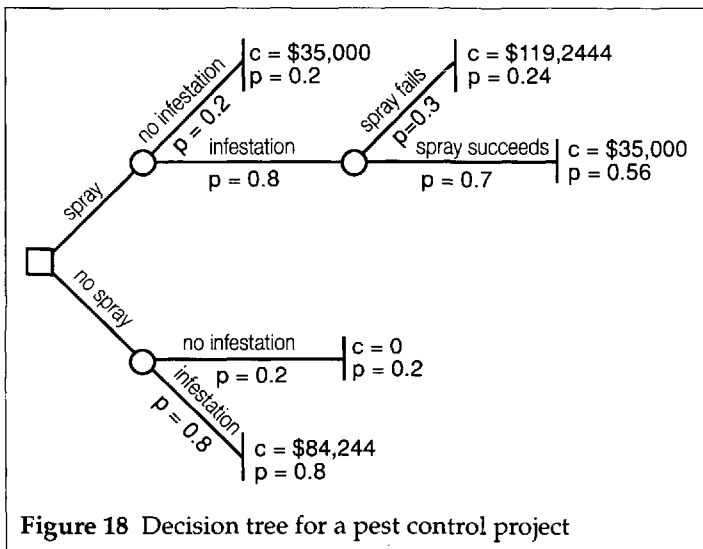 no infestation
p = 0.2
c = $35,000
p = 0.2
spray fails
p=0.3
c = $119,2444
p = 0.24
infestation
p = 0.8
spray succeeds
p = 0.7
c = $35,000
p = 0.56
spray
no spray
no infestation
p = 0.2
c = 0
p = 0.2
infestation
p = 0.8
c = $84,244
p = 0.8
Figure 18 Decision tree for a pest control project